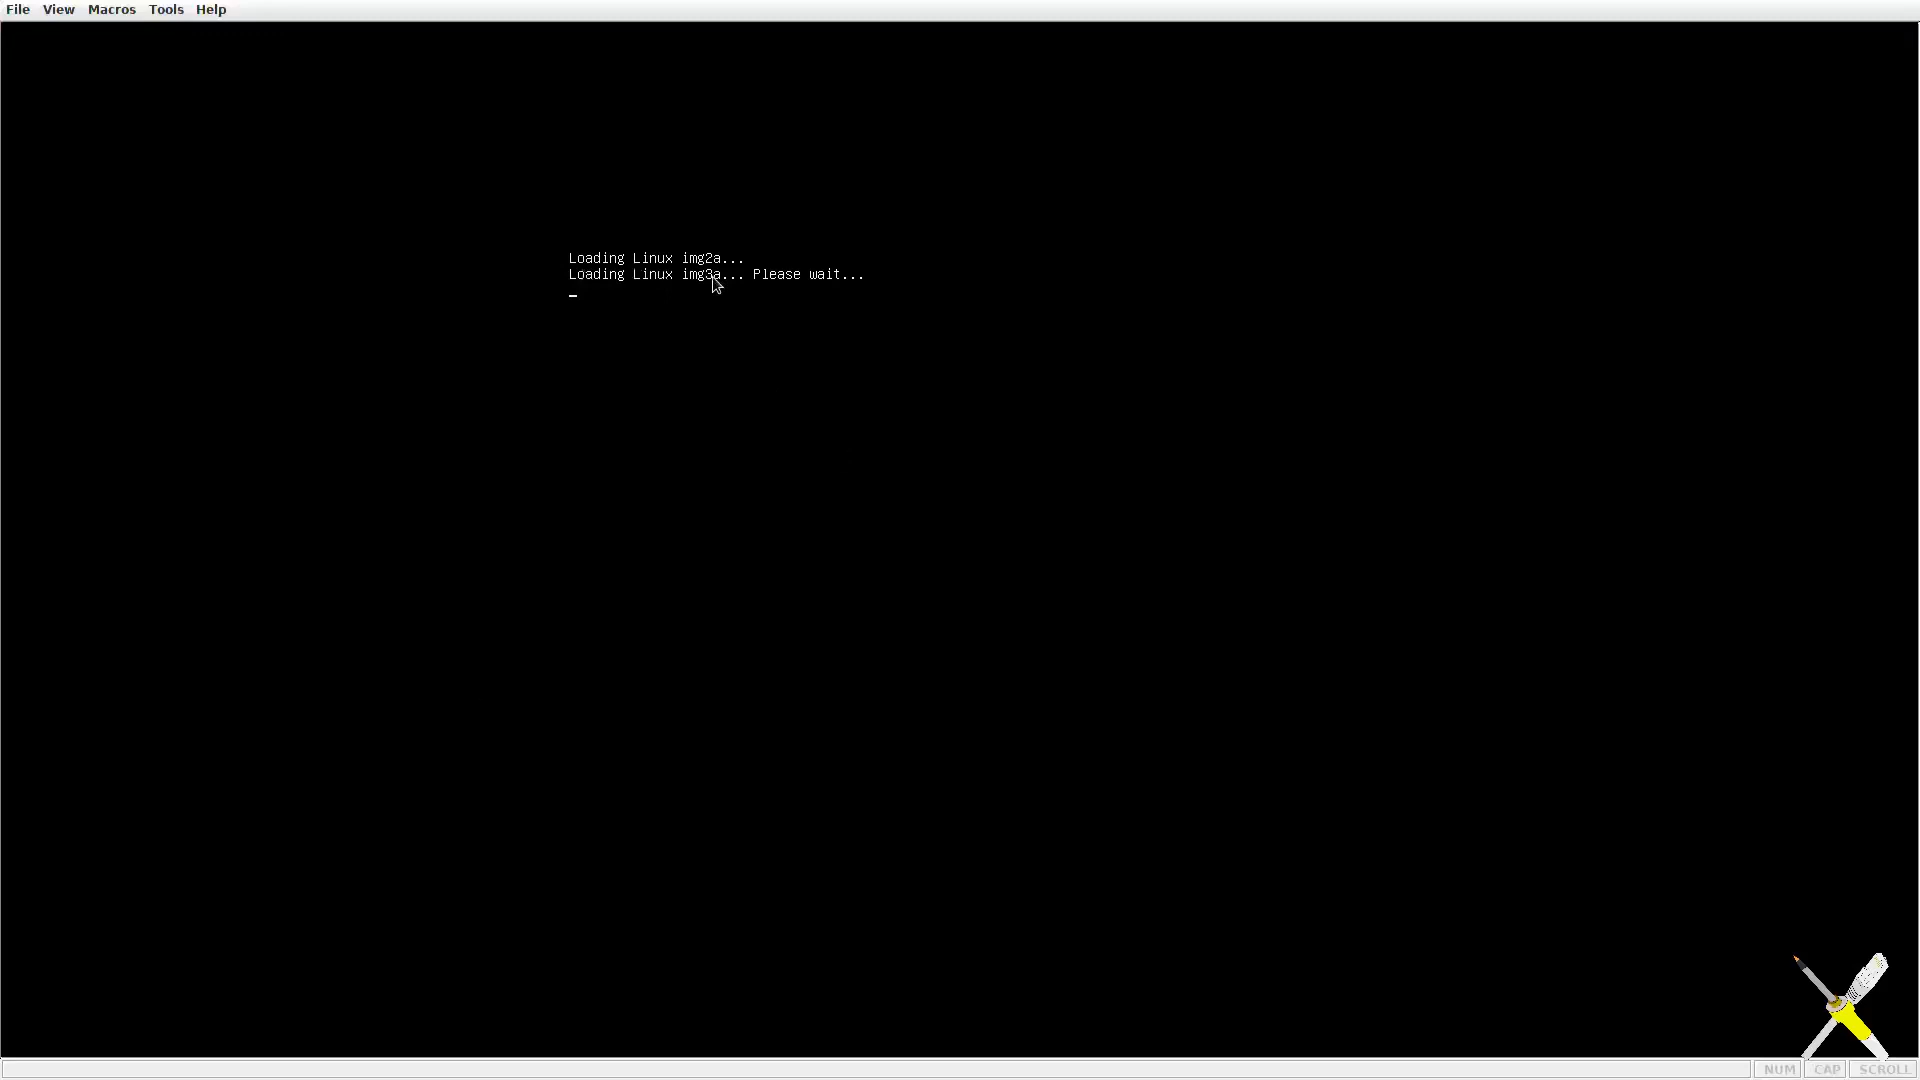 File View Macros Tools Help
Loading Linux img2a...
Loading Linux img3a... Please wait...
NUM CAP SCROLL